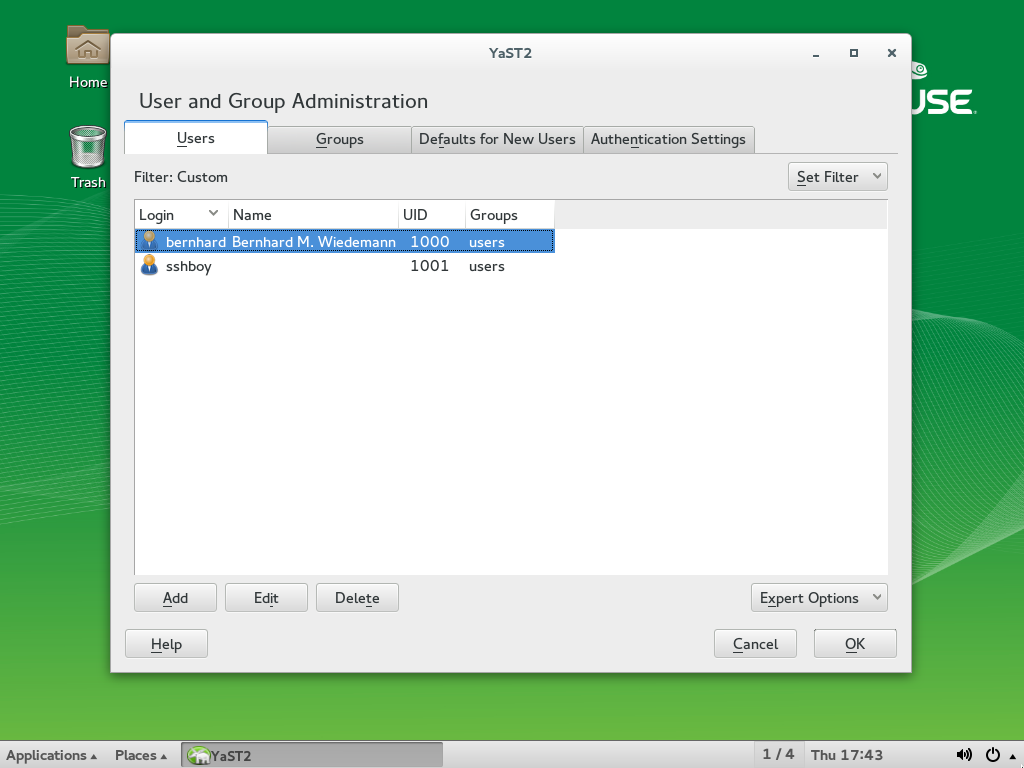 YaST2
Home
Trash
USE
User and Group Administration
Users Groups Defaults for New Users Authentication Settings
Filter: Custom Set Filter
Login Name UID Groups
bernhard Bernhard M. Wiedemann 1000 users
sshboy 1001 users
Add Edit Delete Expert Options
Help Cancel OK
Applications Places YaST2 1 / 4 Thu 17:43